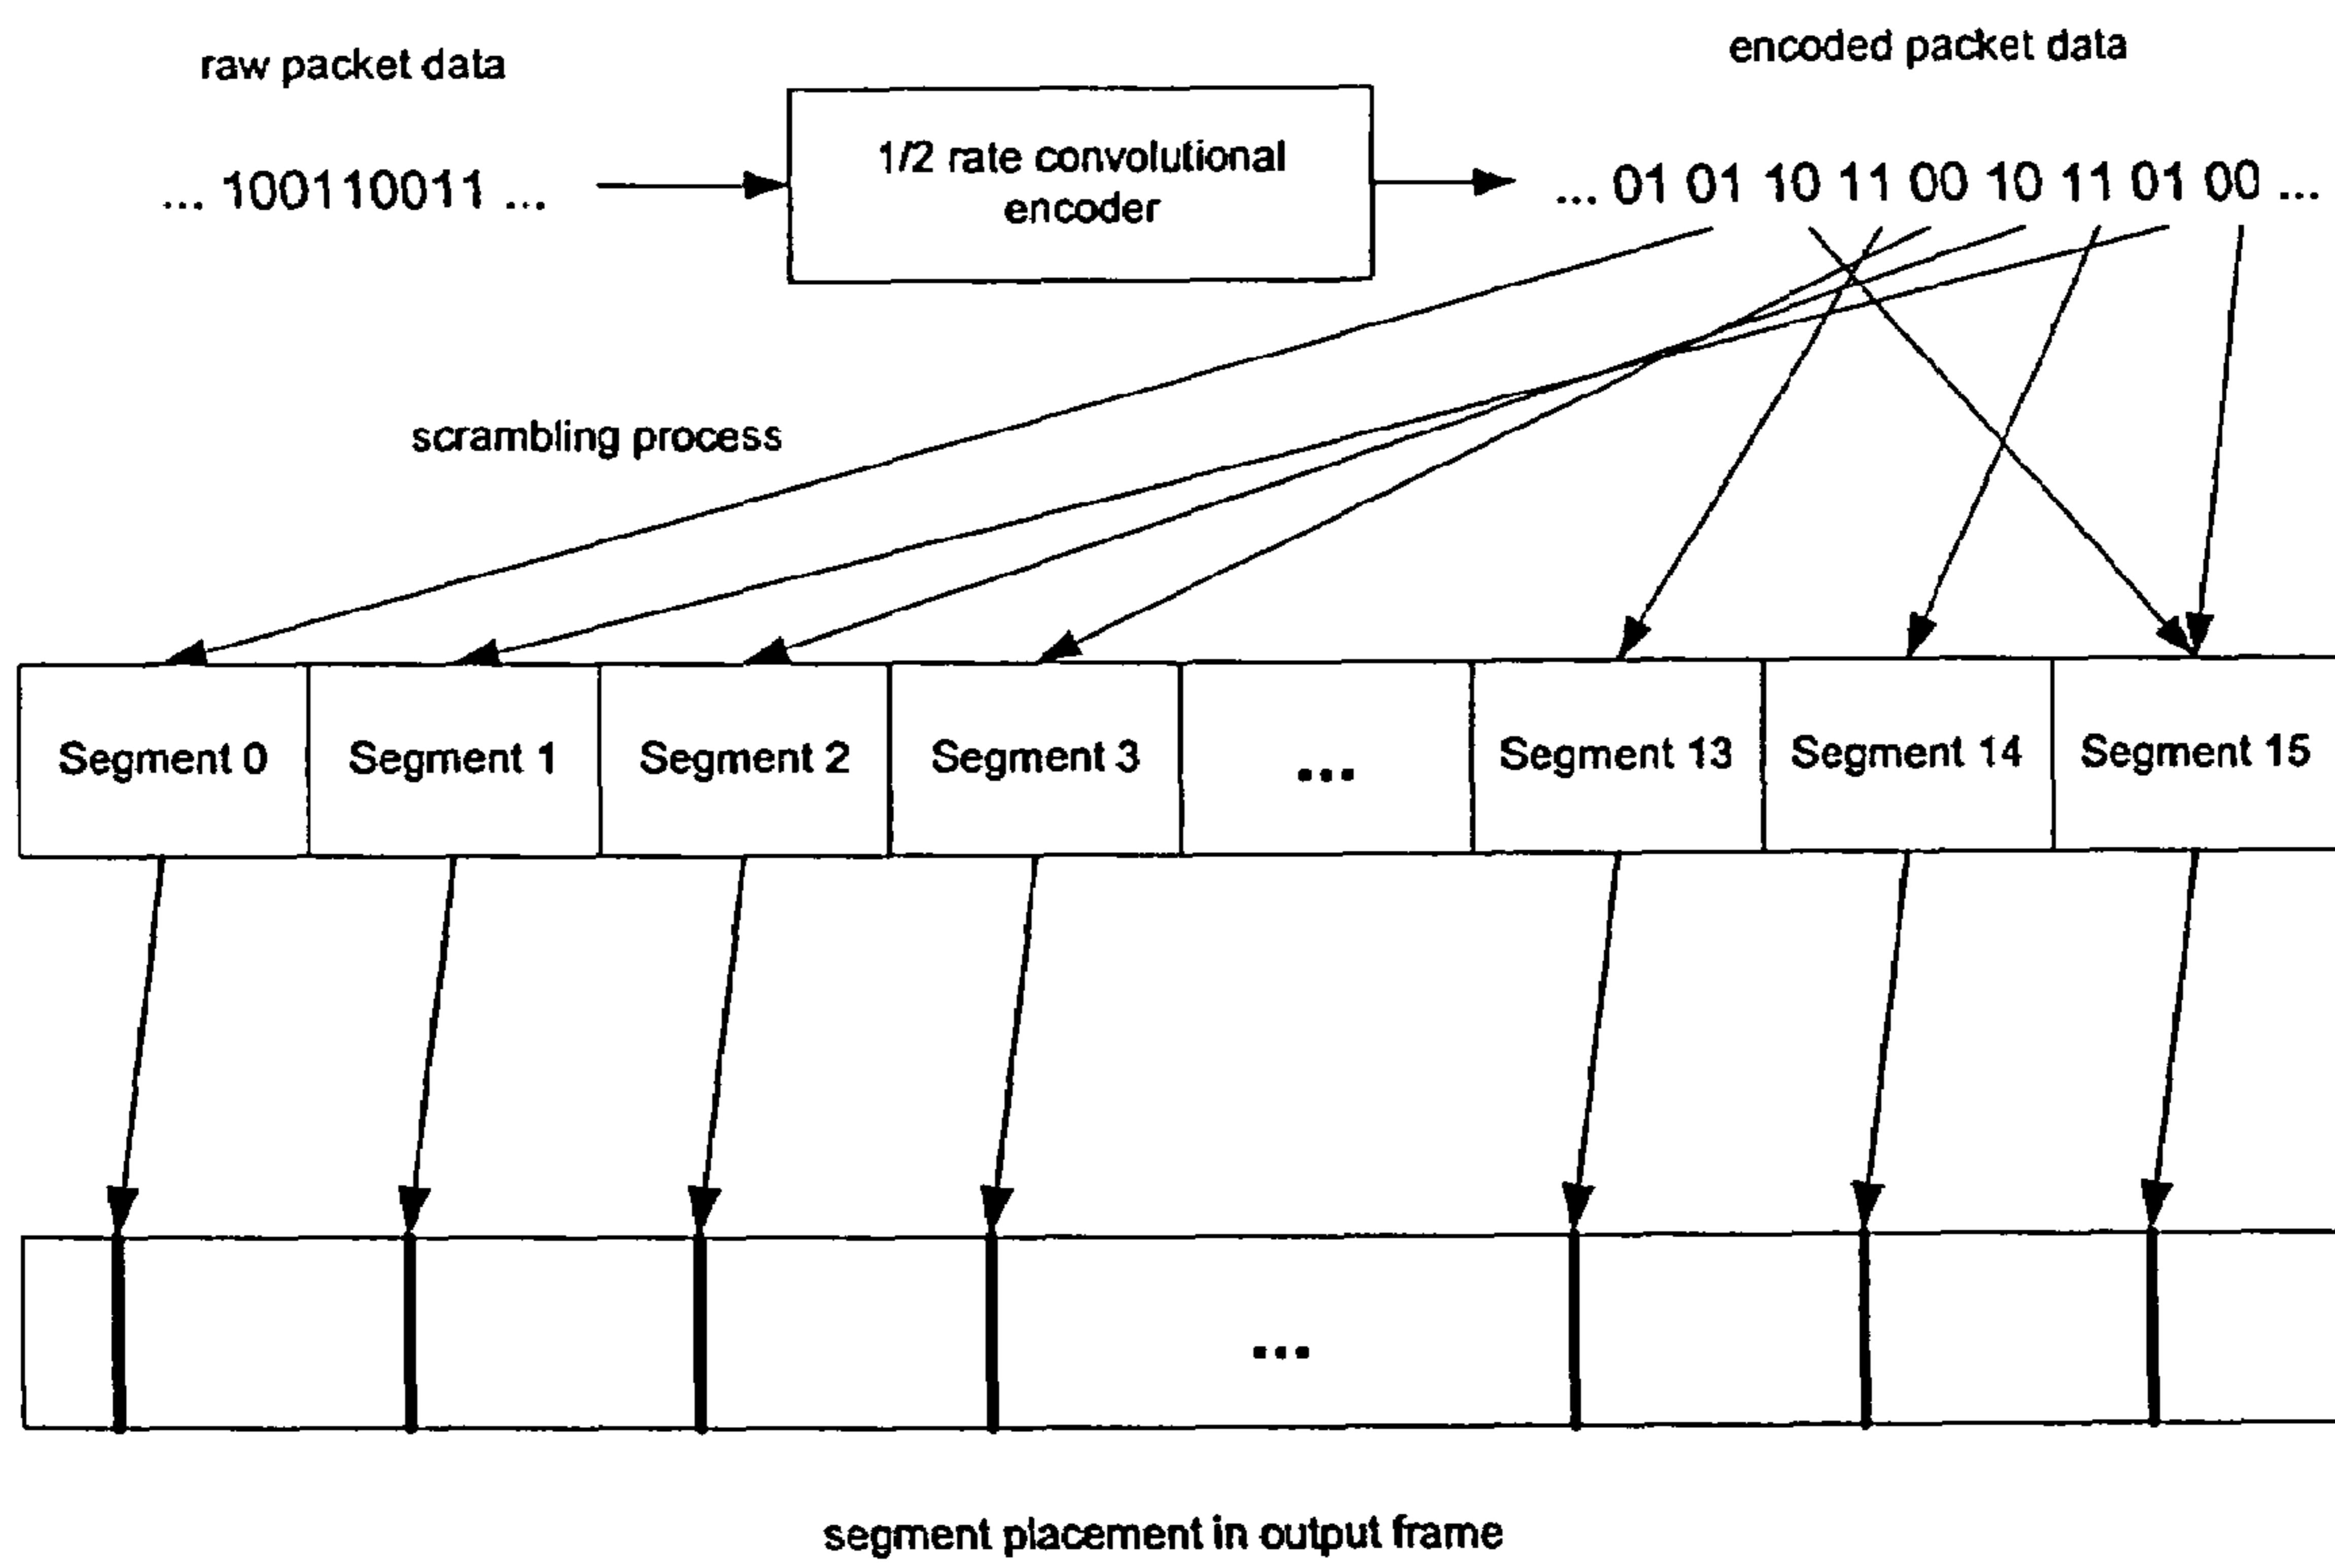 raw packet data
encoded packet data
... 100110011 ...
1/2 rate convolutional
encoder
... 01 01 10 11 00 10 11 01 00 ...
scrambling process
Segment 0
Segment 1
Segment 2
Segment 3
...
Segment 13
Segment 14
Segment 15
...
segment placement in output frame